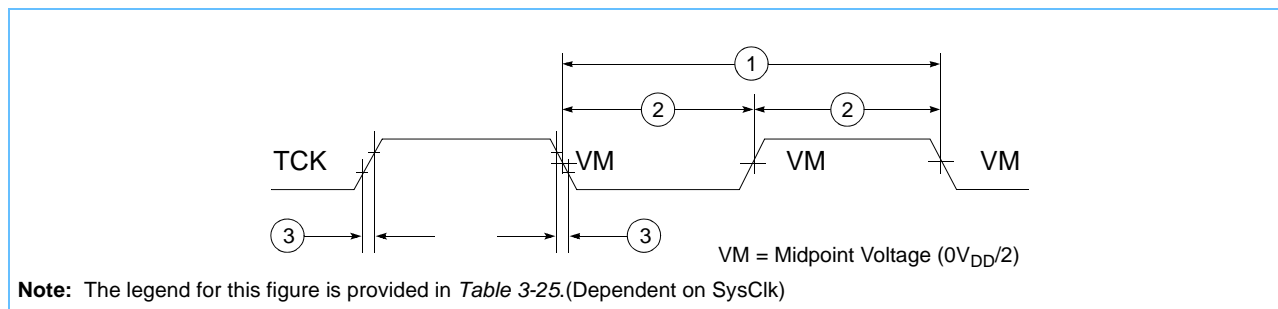 1
2 2
TCK VM VM VM
3 3
VM = Midpoint Voltage (0VDD/2)
Note: The legend for this figure is provided in Table 3-25.(Dependent on SysClk)